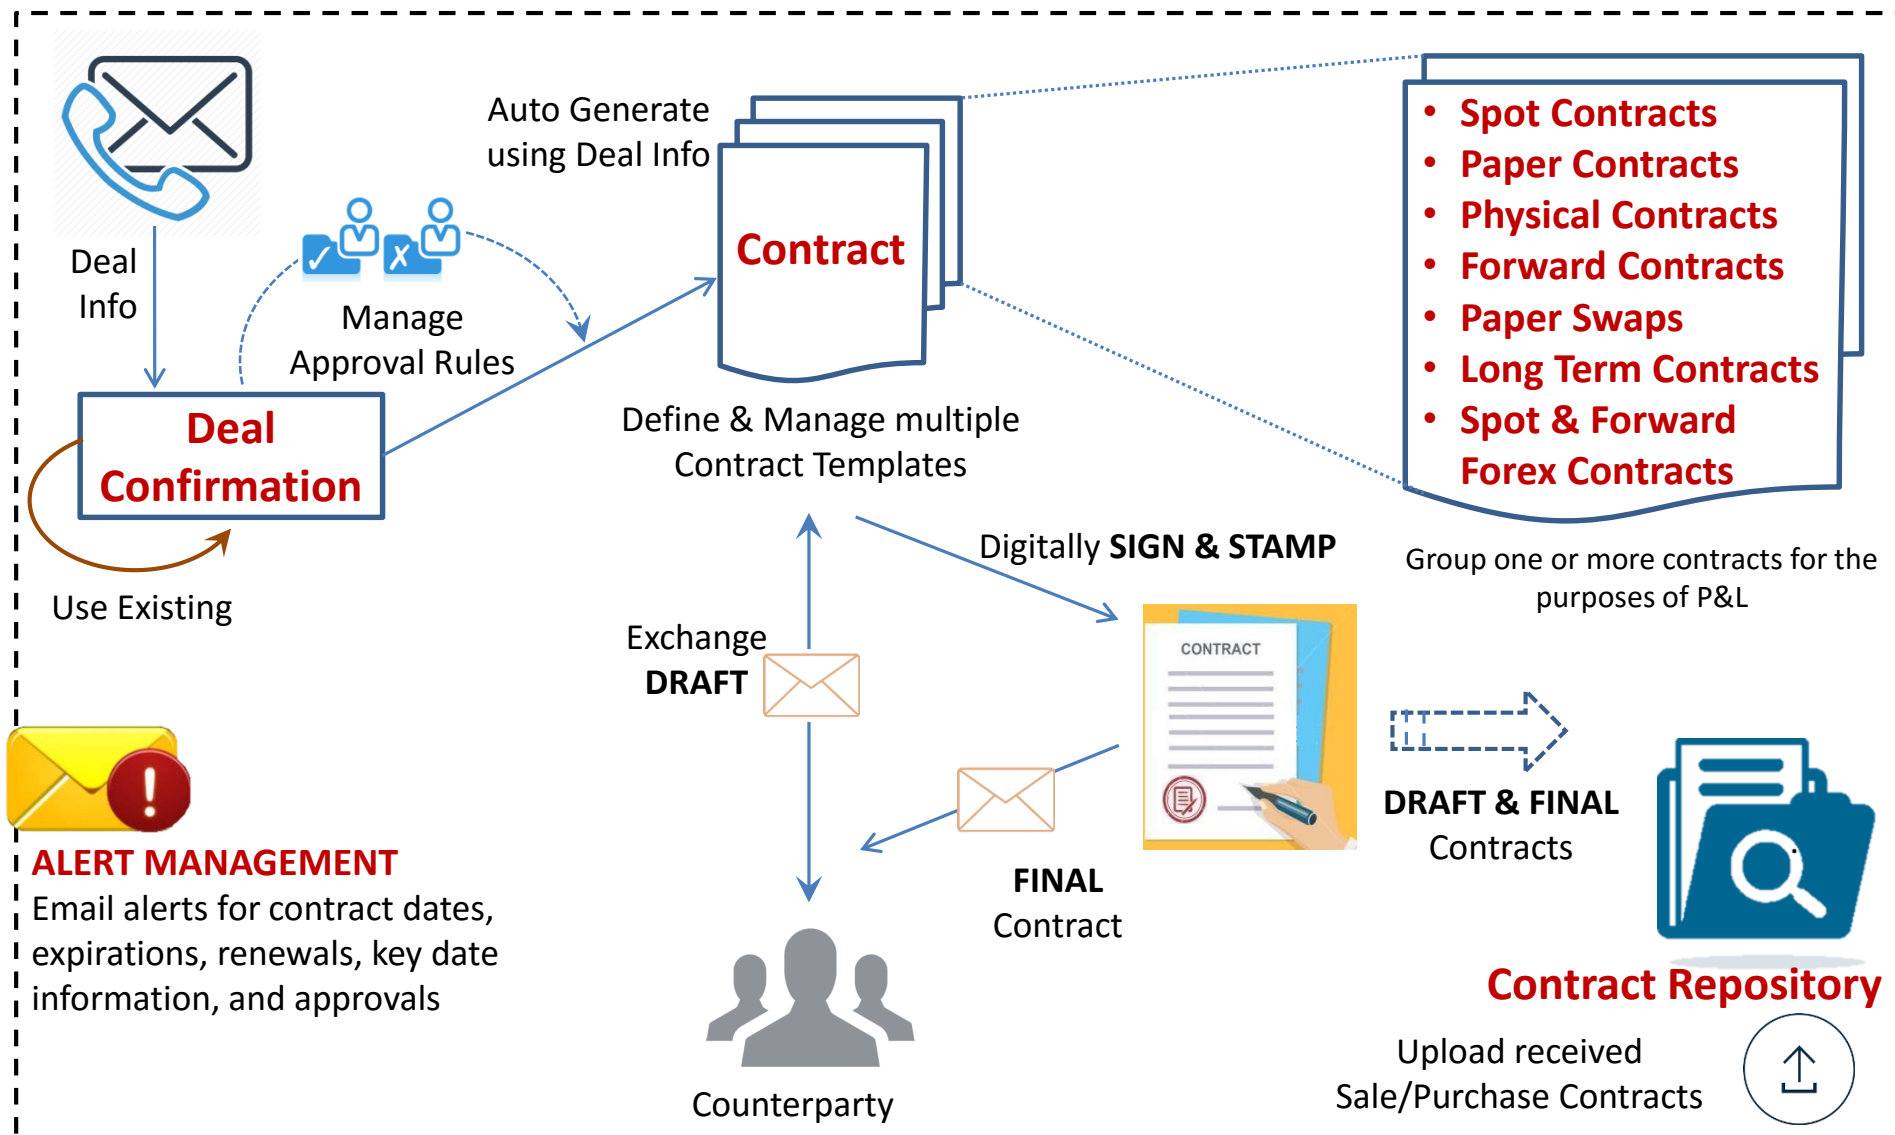 Deal
Info
Auto Generate
using Deal Info
Manage
Approval Rules
Deal
Confirmation
Use Existing
Contract
Define & Manage multiple
Contract Templates
• Spot Contracts
• Paper Contracts
• Physical Contracts
• Forward Contracts
• Paper Swaps
• Long Term Contracts
• Spot & Forward
Forex Contracts
Group one or more contracts for the
purposes of P&L
Digitally SIGN & STAMP
Exchange
DRAFT
CONTRACT
FINAL
Contract
DRAFT & FINAL
Contracts
Counterparty
ALERT MANAGEMENT
Email alerts for contract dates,
expirations, renewals, key date
information, and approvals
Contract Repository
Upload received
Sale/Purchase Contracts